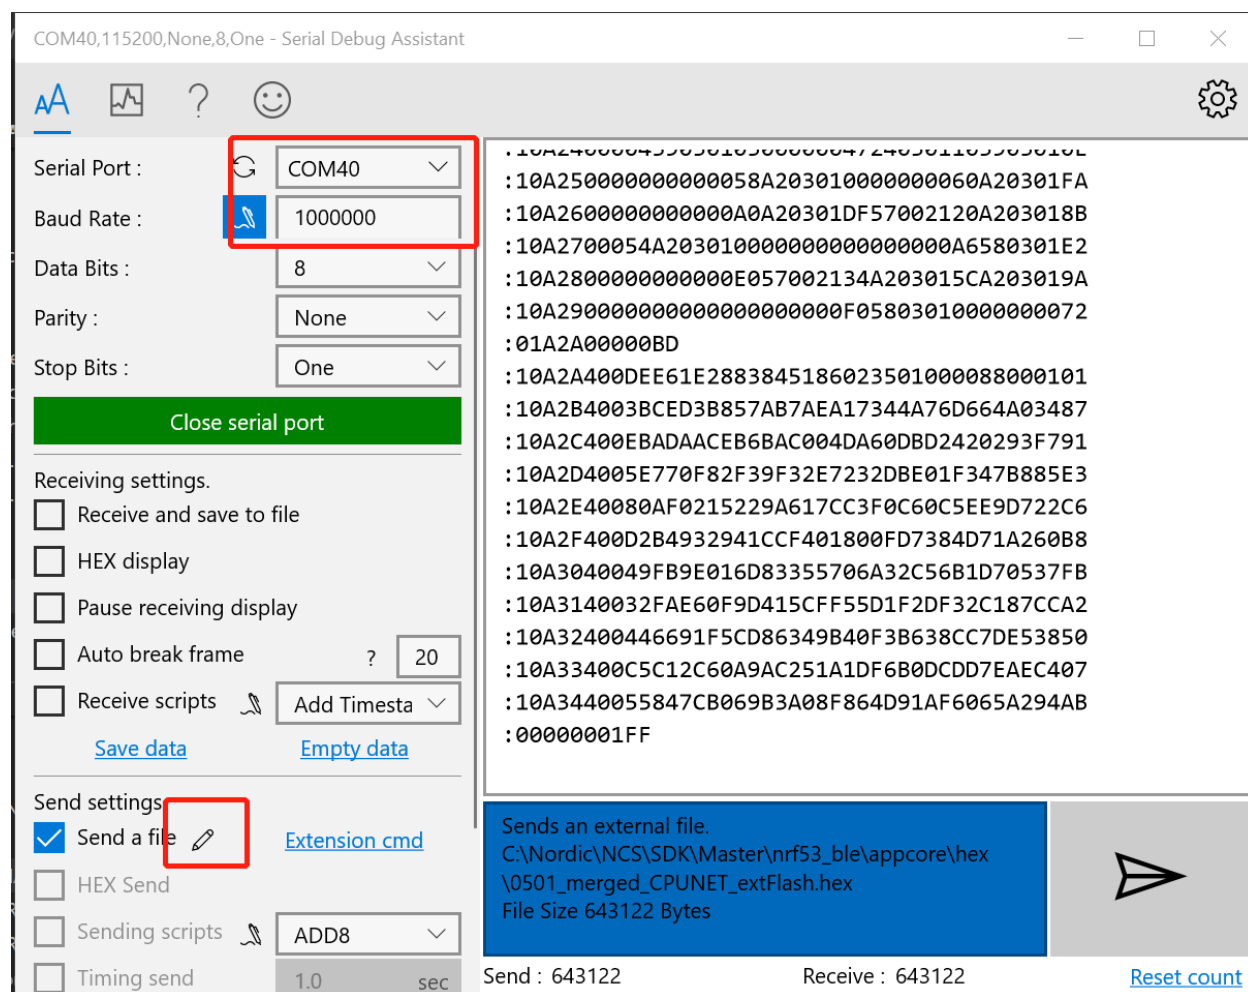 COM40,115200,None,8,One - Serial Debug Assistant
AA
?
Serial Port :
COM40
Baud Rate :
1000000
Data Bits :
8
Parity :
None
Stop Bits :
One
Close serial port
Receiving settings.
Receive and save to file
HEX display
Pause receiving display
Auto break frame
?
20
Receive scripts
Add Timesta
Save data
Empty data
Send settings
Send a file
Extension cmd
HEX Send
Sending scripts
ADD8
Timing send
1.0
sec
:10A250000000000058A203010000000060A20301FA
:10A2600000000000A0A20301DF57002120A203018B
:10A2700054A203010000000000000000A6580301E2
:10A2800000000000E057002134A203015CA203019A
:10A290000000000000000000F05803010000000072
:01A2A00000BD
:10A2A400DEE61E2883845186023501000088000101
:10A2B4003BCED3B857AB7AEA17344A76D664A03487
:10A2C400EBADAACEB6BAC004DA60DBD2420293F791
:10A2D4005E770F82F39F32E7232DBE01F347B885E3
:10A2E40080AF0215229A617CC3F0C60C5EE9D722C6
:10A2F400D2B4932941CCF401800FD7384D71A260B8
:10A3040049FB9E016D83355706A32C56B1D70537FB
:10A3140032FAE60F9D415CFF55D1F2DF32C187CCA2
:10A32400446691F5CD86349B40F3B638CC7DE53850
:10A33400C5C12C60A9AC251A1DF6B0DCDD7EAEC407
:10A3440055847CB069B3A08F864D91AF6065A294AB
:00000001FF
Sends an external file.
C:\Nordic\NCS\SDK\Master\nrf53_ble\appcore\hex
\0501_merged_CPUNET_extFlash.hex
File Size 643122 Bytes
Send : 643122
Receive : 643122
Reset count